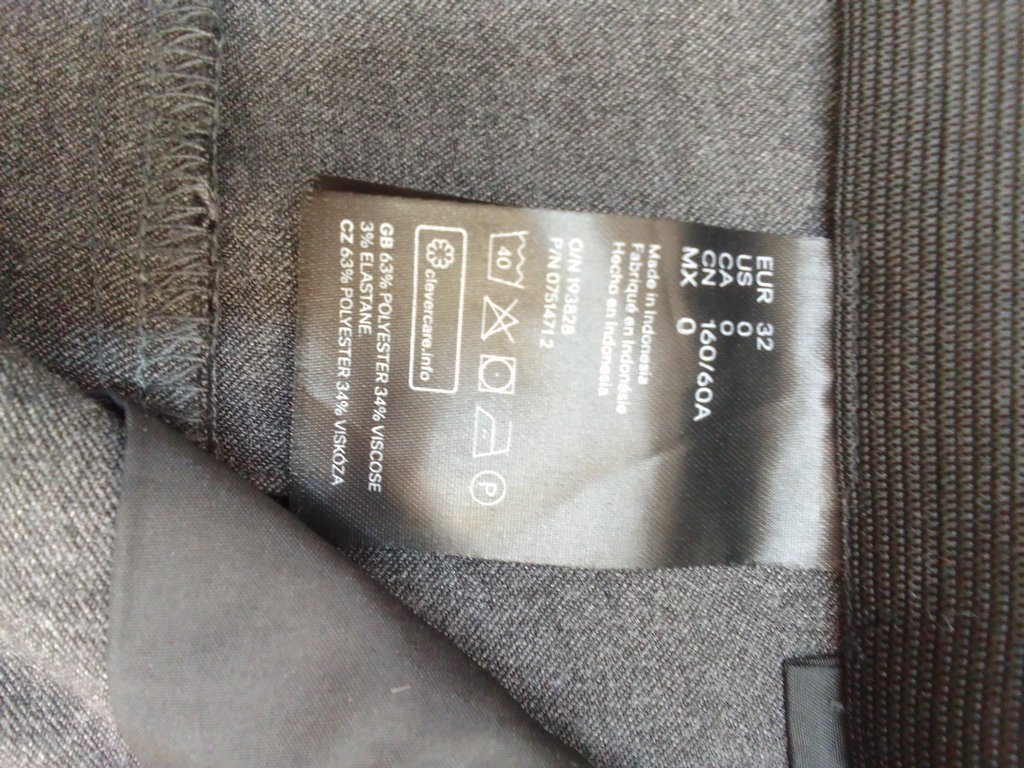 EUR 32
US 0
CA 0
CN 160/60A
MX 0
Made in Indonesia
Fabriqué en Indonésie
Hecho en Indonesia
O/N 193828
P/N 0751471.2
40
P
clevercare.info
GB 63% POLYESTER 34% VISCOSE
3% ELASTANE
CZ 63% POLYESTER 34% VISKÓZA